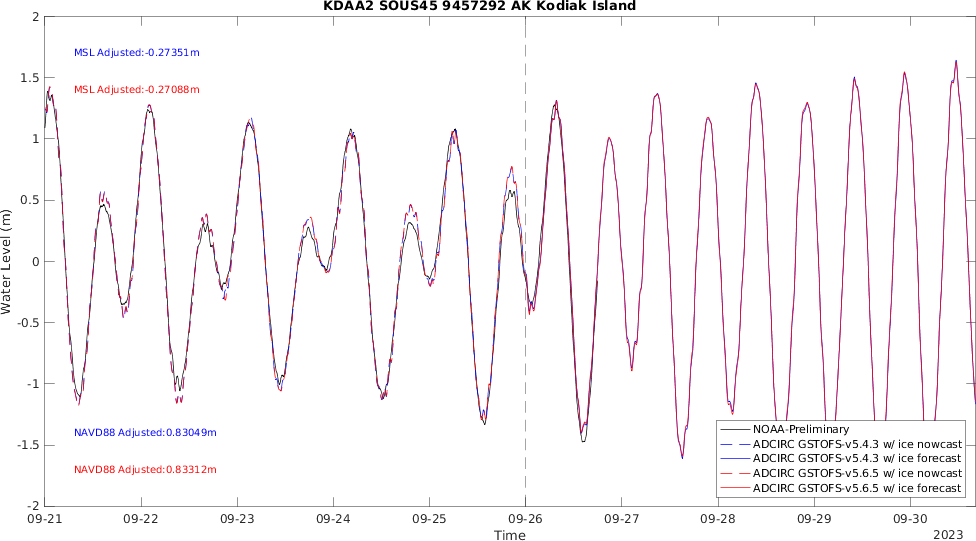 KDAA2 SOUS45 9457292 AK Kodiak Island
2
1.5
1
0.5
0
-0.5
-1
-1.5
-2
Water Level (m)
MSL Adjusted:-0.27351m
MSL Adjusted:-0.27088m
NAVD88 Adjusted:0.83049m
NAVD88 Adjusted:0.83312m
NOAA-Preliminary
ADCIRC GSTOFS-v5.4.3 w/ ice nowcast
ADCIRC GSTOFS-v5.4.3 w/ ice forecast
ADCIRC GSTOFS-v5.6.5 w/ ice nowcast
ADCIRC GSTOFS-v5.6.5 w/ ice forecast
09-21 09-22 09-23 09-24 09-25 09-26 09-27 09-28 09-29 09-30
Time
2023